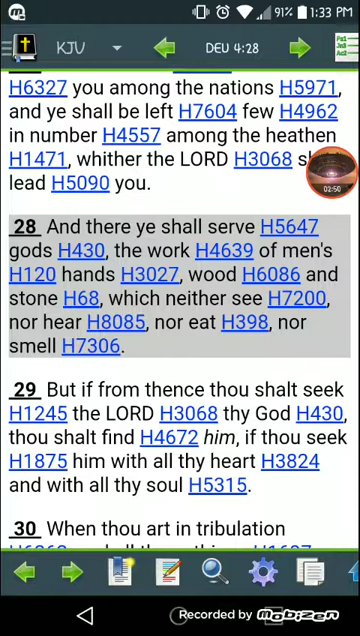 91% 1:33 PM
KJV DEU 4:28 Ps1
Jn3
Ac2
H6327 you among the nations H5971,
and ye shall be left H7604 few H4962
in number H4557 among the heathen
H1471, whither the LORD H3068
lead H5090 you.
02:50
28 And there ye shall serve H5647
gods H430, the work H4639 of men's
H120 hands H3027, wood H6086 and
stone H68, which neither see H7200,
nor hear H8085, nor eat H398, nor
smell H7306.
29 But if from thence thou shalt seek
H1245 the LORD H3068 thy God H430,
thou shalt find H4672 him, if thou seek
H1875 him with all thy heart H3824
and with all thy soul H5315.
30 When thou art in tribulation
Recorded by mobizen